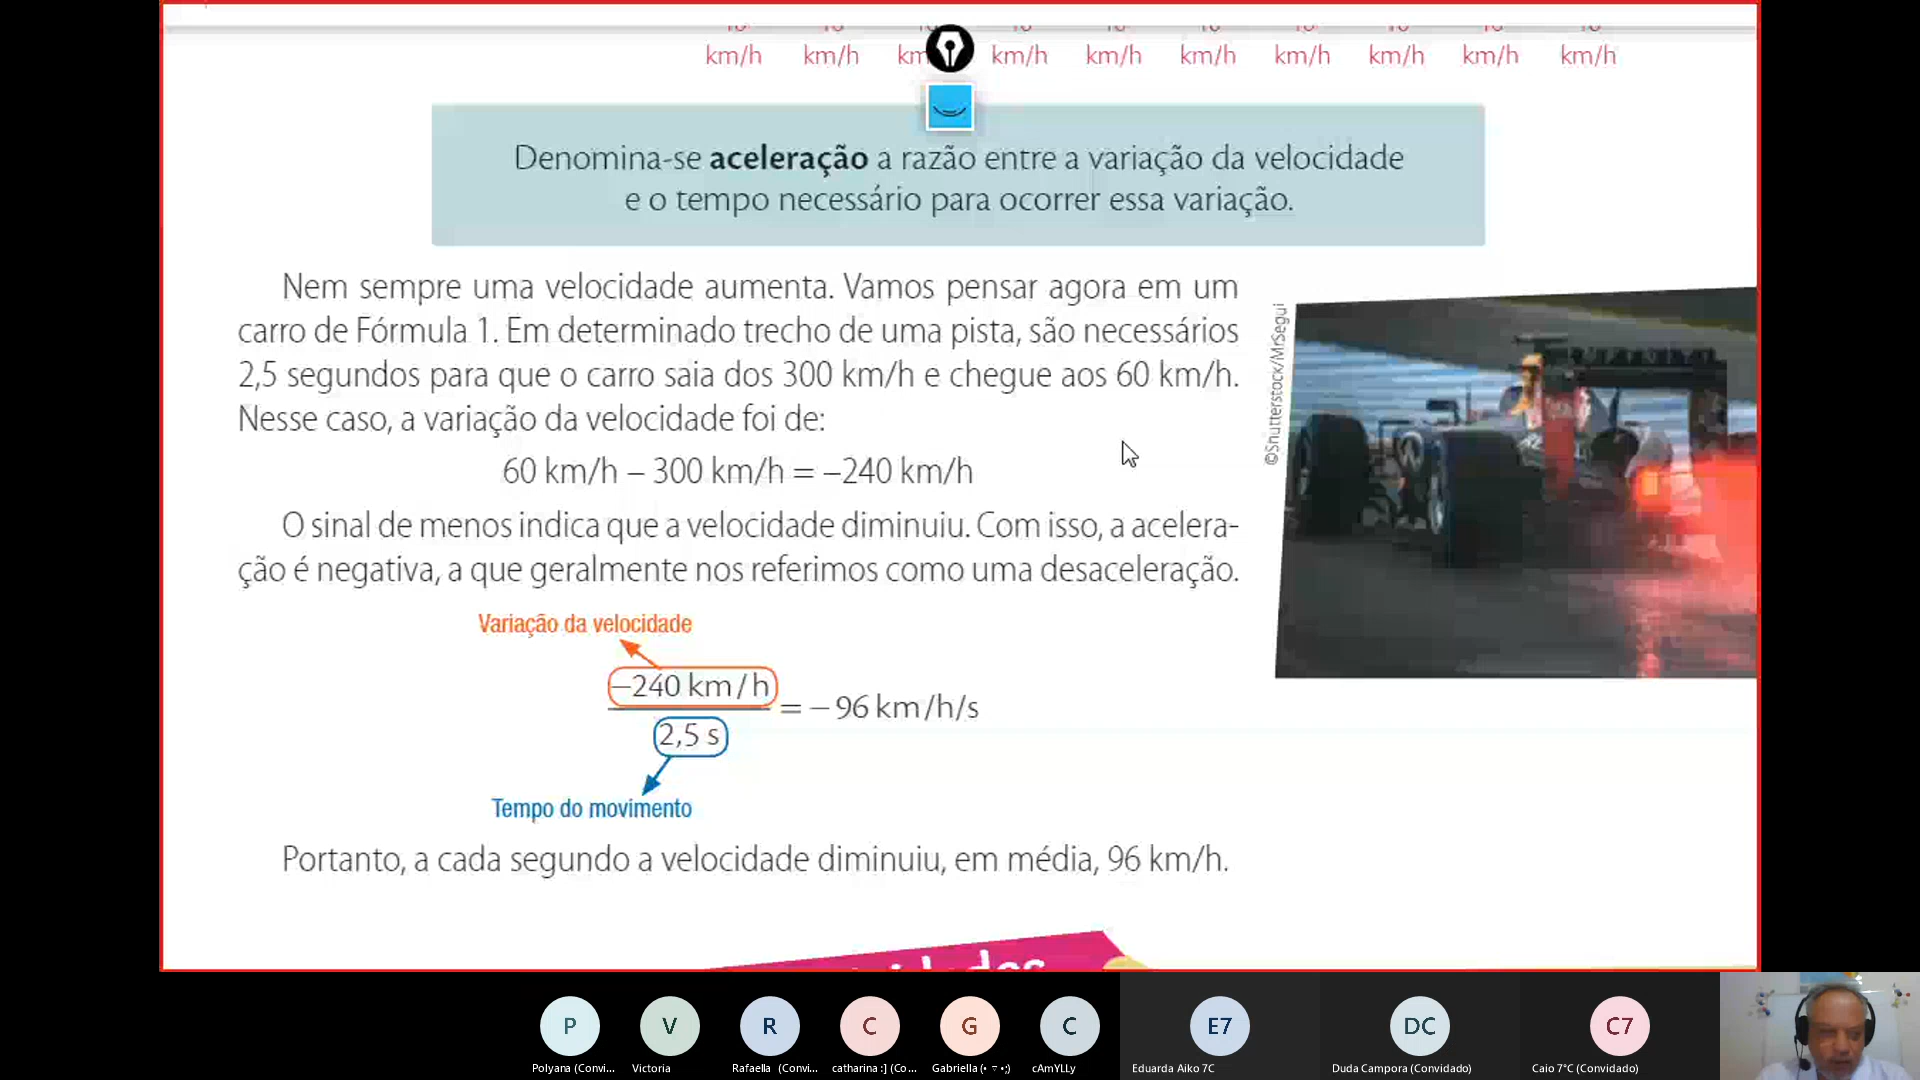 km/h km/h km km/h km/h km/h km/h km/h km/h km/h
Denomina-se aceleração a razão entre a variação da velocidade
e o tempo necessário para ocorrer essa variação.
Nem sempre uma velocidade aumenta. Vamos pensar agora em um
carro de Fórmula 1. Em determinado trecho de uma pista, são necessários
2,5 segundos para que o carro saia dos 300 km/h e chegue aos 60 km/h.
Nesse caso, a variação da velocidade foi de:
60 km/h – 300 km/h = –240 km/h
O sinal de menos indica que a velocidade diminuiu. Com isso, a acelera-
ção é negativa, a que geralmente nos referimos como uma desaceleração.
©Shutterstock/MrSegui
Variação da velocidade
–240 km/h
= – 96 km/h/s
2,5 s
Tempo do movimento
Portanto, a cada segundo a velocidade diminuiu, em média, 96 km/h.
P V R C G C E7 DC C7
Polyana (Convi... Victoria Rafaella (Convi... catharina :] (Co... Gabriella (• ▿ •;) cAmYLLy Eduarda Aiko 7C Duda Campora (Convidado) Caio 7°C (Convidado)